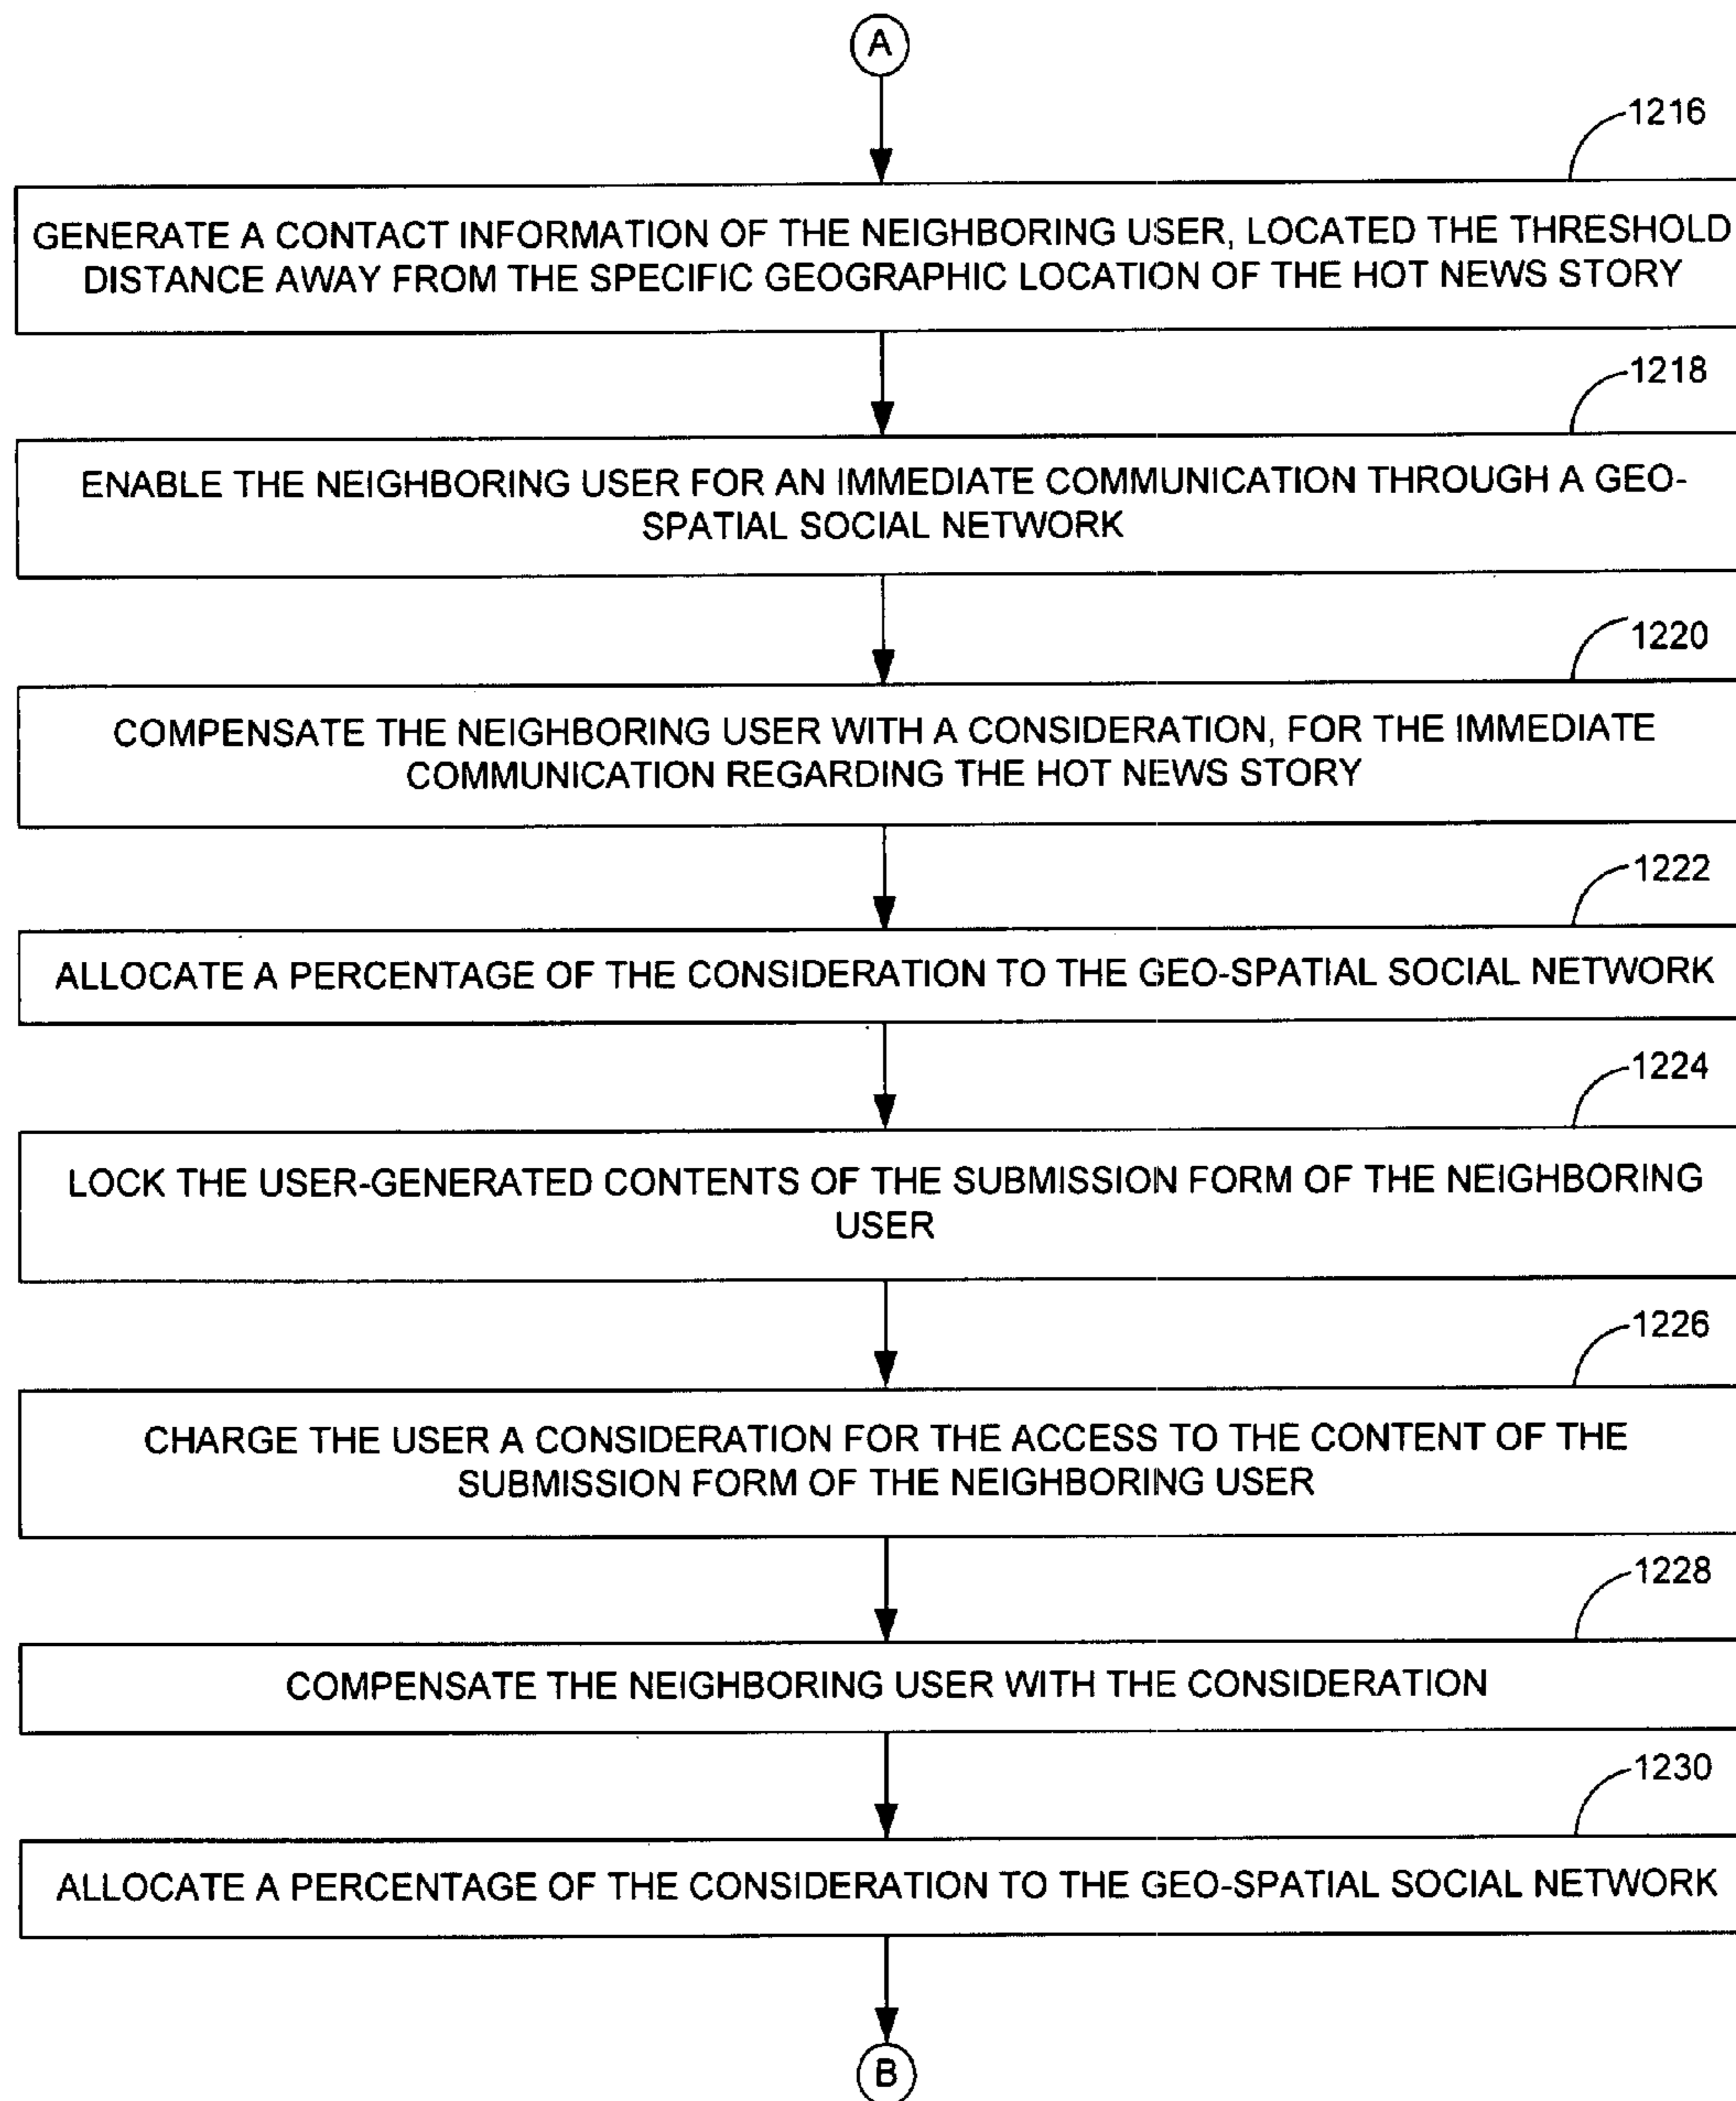 A
1216
GENERATE A CONTACT INFORMATION OF THE NEIGHBORING USER, LOCATED THE THRESHOLD
DISTANCE AWAY FROM THE SPECIFIC GEOGRAPHIC LOCATION OF THE HOT NEWS STORY
1218
ENABLE THE NEIGHBORING USER FOR AN IMMEDIATE COMMUNICATION THROUGH A GEO-
SPATIAL SOCIAL NETWORK
1220
COMPENSATE THE NEIGHBORING USER WITH A CONSIDERATION, FOR THE IMMEDIATE
COMMUNICATION REGARDING THE HOT NEWS STORY
1222
ALLOCATE A PERCENTAGE OF THE CONSIDERATION TO THE GEO-SPATIAL SOCIAL NETWORK
1224
LOCK THE USER-GENERATED CONTENTS OF THE SUBMISSION FORM OF THE NEIGHBORING
USER
1226
CHARGE THE USER A CONSIDERATION FOR THE ACCESS TO THE CONTENT OF THE
SUBMISSION FORM OF THE NEIGHBORING USER
1228
COMPENSATE THE NEIGHBORING USER WITH THE CONSIDERATION
1230
ALLOCATE A PERCENTAGE OF THE CONSIDERATION TO THE GEO-SPATIAL SOCIAL NETWORK
B